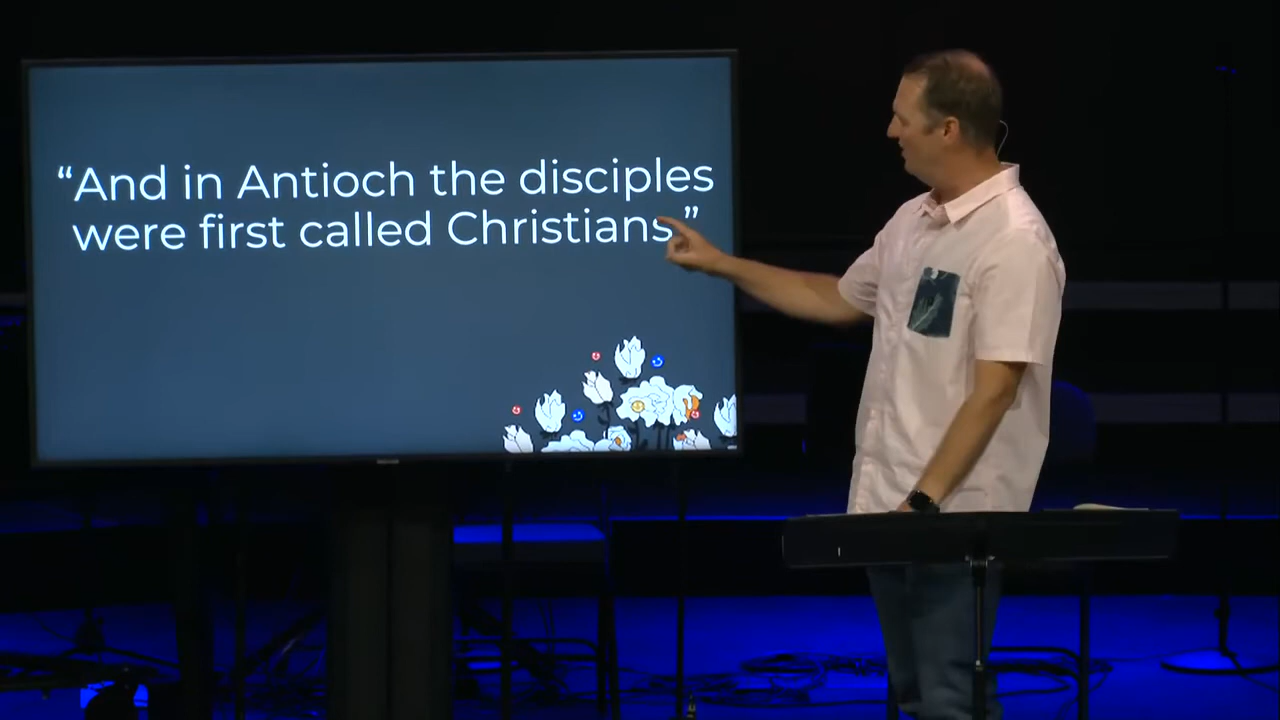 “And in Antioch the disciples
were first called Christians.”